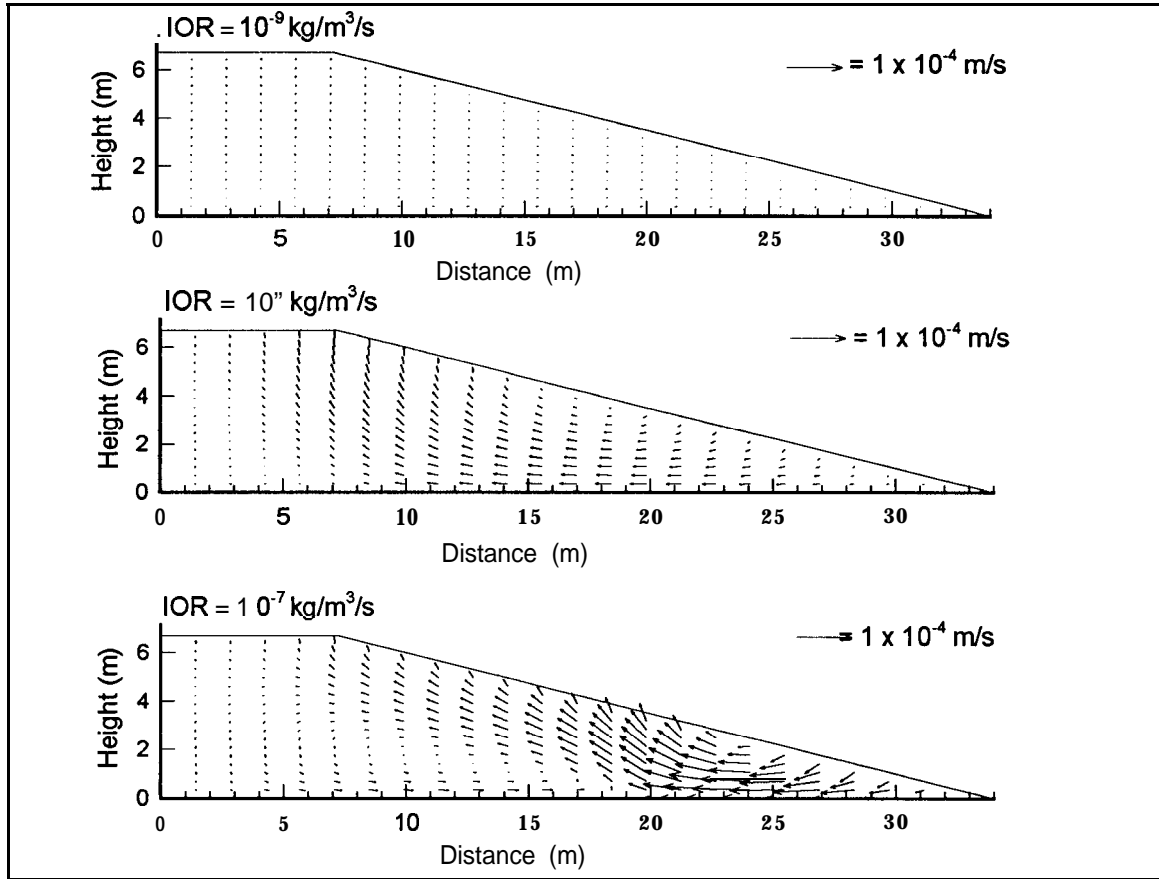 . IOR = 10⁻⁹ kg/m³/s
= 1 x 10⁻⁴ m/s
Height (m)
6
4
2
0
0 5 10 15 20 25 30
Distance (m)
IOR = 10" kg/m³/s
= 1 x 10⁻⁴ m/s
Height (m)
6
4
2
0
0 5 10 15 20 25 30
Distance (m)
IOR = 1 0⁻⁷ kg/m³/s
= 1 x 10⁻⁴ m/s
Height (m)
6
4
2
0
0 5 10 15 20 25 30
Distance (m)